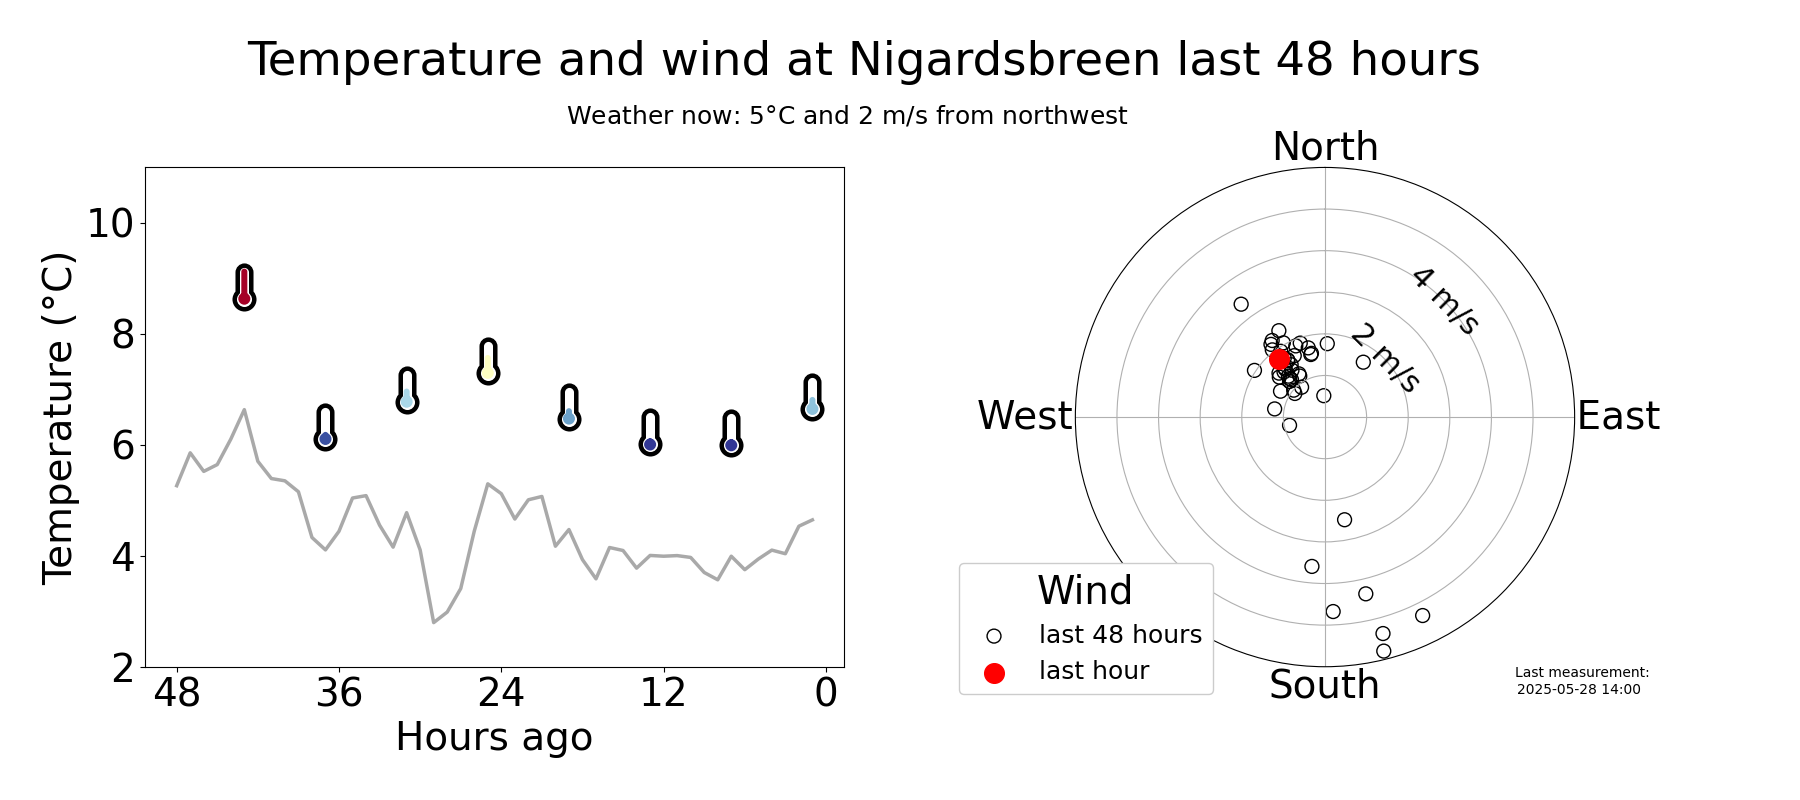 Temperature and wind at Nigardsbreen last 48 hours
Weather now: 5°C and 2 m/s from northwest
Temperature (°C)
10
8
6
4
2
48 36 24 12 0
Hours ago
North
West
East
South
4 m/s
2 m/s
Wind
last 48 hours
last hour
Last measurement:
2025-05-28 14:00